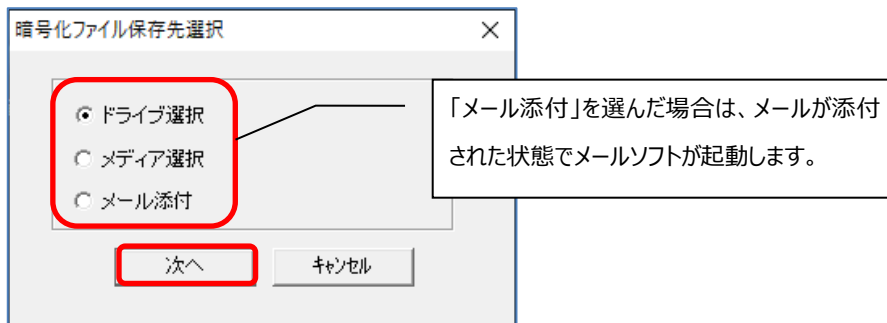 暗号化ファイル保存先選択
ドライブ選択
メディア選択
メール添付
「メール添付」を選んだ場合は、メールが添付
された状態でメールソフトが起動します。
次へ
キャンセル